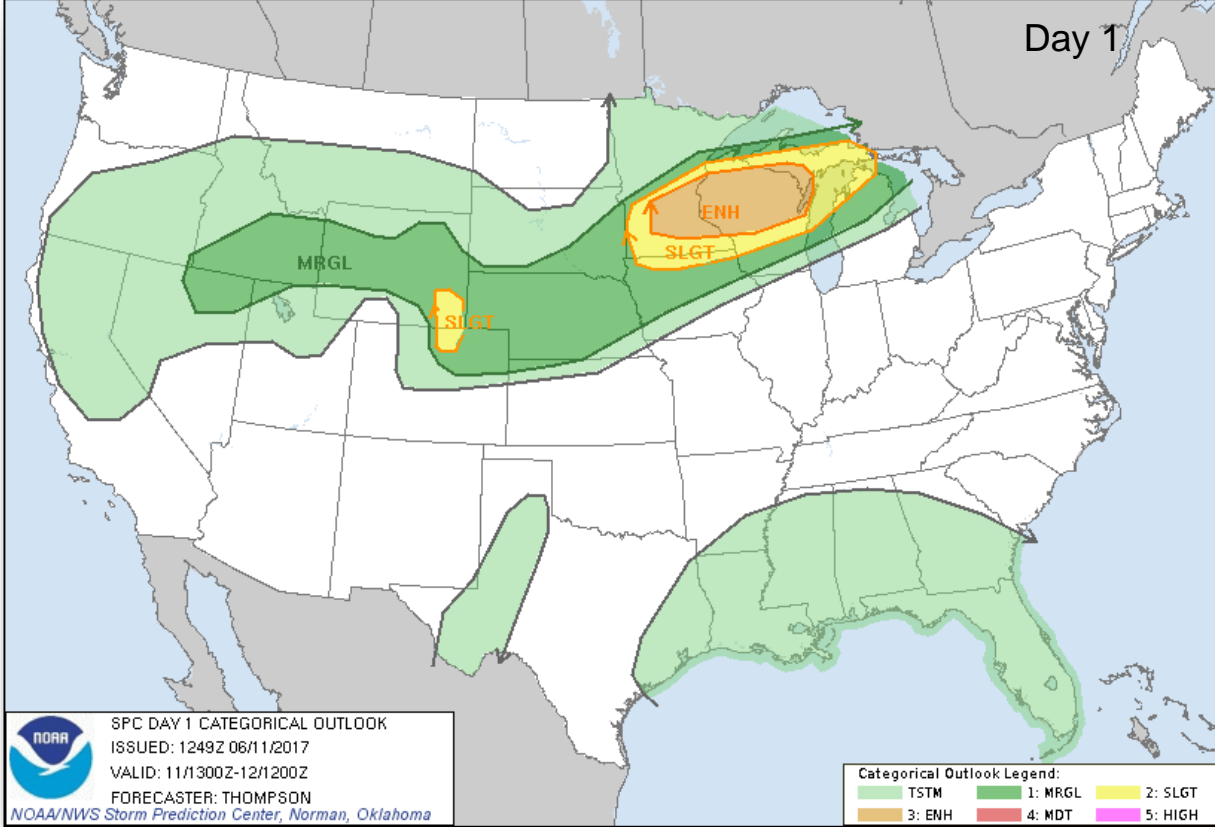 Day 1
ENH
SLGT
MRGL
SLGT
NOAA
SPC DAY 1 CATEGORICAL OUTLOOK
ISSUED: 1249Z 06/11/2017
VALID: 11/1300Z-12/1200Z
FORECASTER: THOMPSON
NOAA/NWS Storm Prediction Center, Norman, Oklahoma
Categorical Outlook Legend:
TSTM 1: MRGL 2: SLGT
3: ENH 4: MDT 5: HIGH